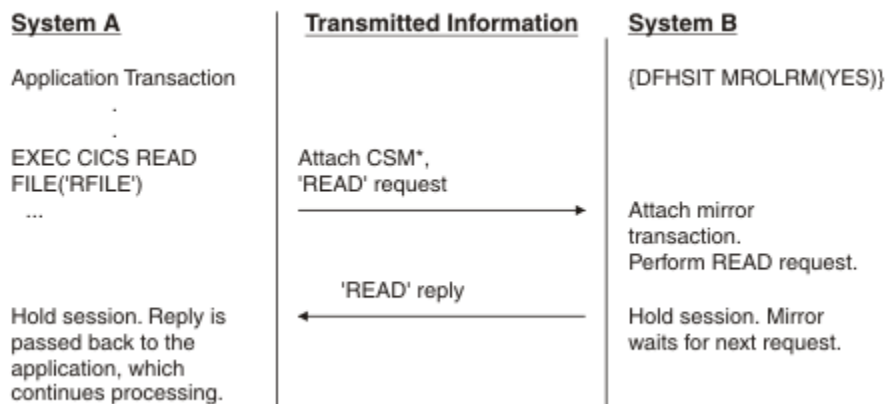 System A
Transmitted Information
System B
Application Transaction
{DFHSIT MROLRM(YES)}
.
.
EXEC CICS READ
FILE('RFILE')
...
Attach CSM*,
'READ' request
Attach mirror
transaction.
Perform READ request.
'READ' reply
Hold session. Reply is
passed back to the
application, which
continues processing.
Hold session. Mirror
waits for next request.